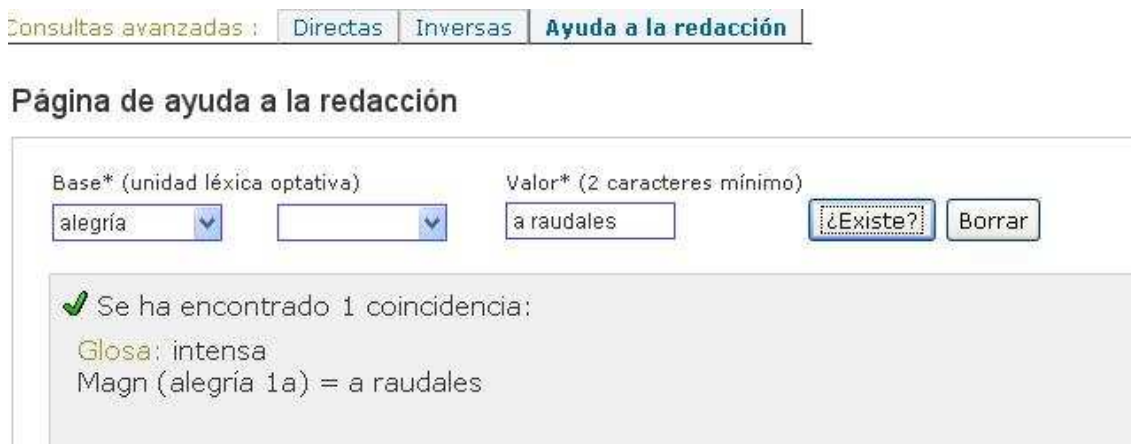 Consultas avanzadas : Directas Inversas Ayuda a la redacción
Página de ayuda a la redacción
Base* (unidad léxica optativa) Valor* (2 caracteres mínimo)
alegría a raudales ¿Existe? Borrar
Se ha encontrado 1 coincidencia:
Glosa: intensa
Magn (alegría 1a) = a raudales